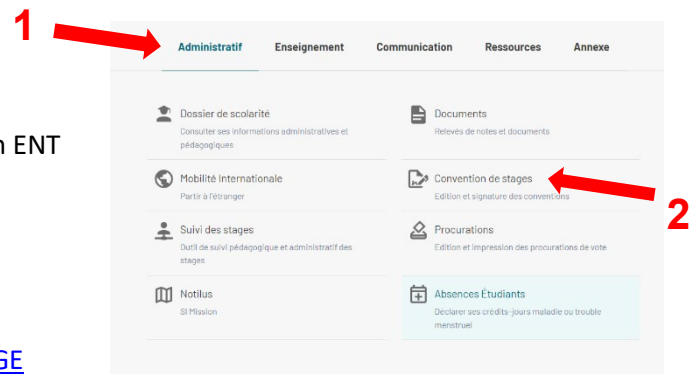 1
Administratif Enseignement Communication Ressources Annexe
Dossier de scolarité
Consulter ses informations administratives et
pédagogiques
Documents
Relevés de notes et documents
n ENT
Mobilité Internationale
Partir à l'étranger
Convention de stages
Edition et signature des conventions
2
Suivi des stages
Outil de suivi pédagogique et administratif des
stages
Procurations
Edition et impression des procurations de vote
Notilus
SI Mission
Absences Étudiants
Déclarer ses crédits-jours maladie ou trouble
menstruel
GE